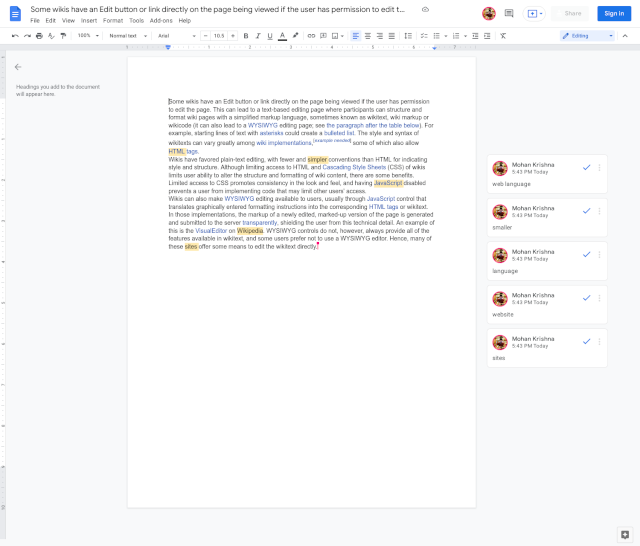 Some wikis have an Edit button or link directly on the page being viewed if the user has permission to edit t...
Share
Sign in
File Edit View Insert Format Tools Add-ons Help
100% Normal text Arial 10.5 Editing
Headings you add to the document
will appear here.
Some wikis have an Edit button or link directly on the page being viewed if the user has permission
to edit the page. This can lead to a text-based editing page where participants can structure and
format wiki pages with a simplified markup language, sometimes known as wikitext, wiki markup or
wikicode (it can also lead to a WYSIWYG editing page; see the paragraph after the table below). For
example, starting lines of text with asterisks could create a bulleted list. The style and syntax of
wikitexts can vary greatly among wiki implementations,[example needed] some of which also allow
HTML tags.
Wikis have favored plain-text editing, with fewer and simpler conventions than HTML for indicating
style and structure. Although limiting access to HTML and Cascading Style Sheets (CSS) of wikis
limits user ability to alter the structure and formatting of wiki content, there are some benefits.
Limited access to CSS promotes consistency in the look and feel, and having JavaScript disabled
prevents a user from implementing code that may limit other users' access.
Wikis can also make WYSIWYG editing available to users, usually through JavaScript control that
translates graphically entered formatting instructions into the corresponding HTML tags or wikitext.
In those implementations, the markup of a newly edited, marked-up version of the page is generated
and submitted to the server transparently, shielding the user from this technical detail. An example of
this is the VisualEditor on Wikipedia. WYSIWYG controls do not, however, always provide all of the
features available in wikitext, and some users prefer not to use a WYSIWYG editor. Hence, many of
these sites offer some means to edit the wikitext directly.
Mohan Krishna
5:43 PM Today
web language
Mohan Krishna
5:43 PM Today
smaller
Mohan Krishna
5:43 PM Today
language
Mohan Krishna
5:43 PM Today
website
Mohan Krishna
5:43 PM Today
sites